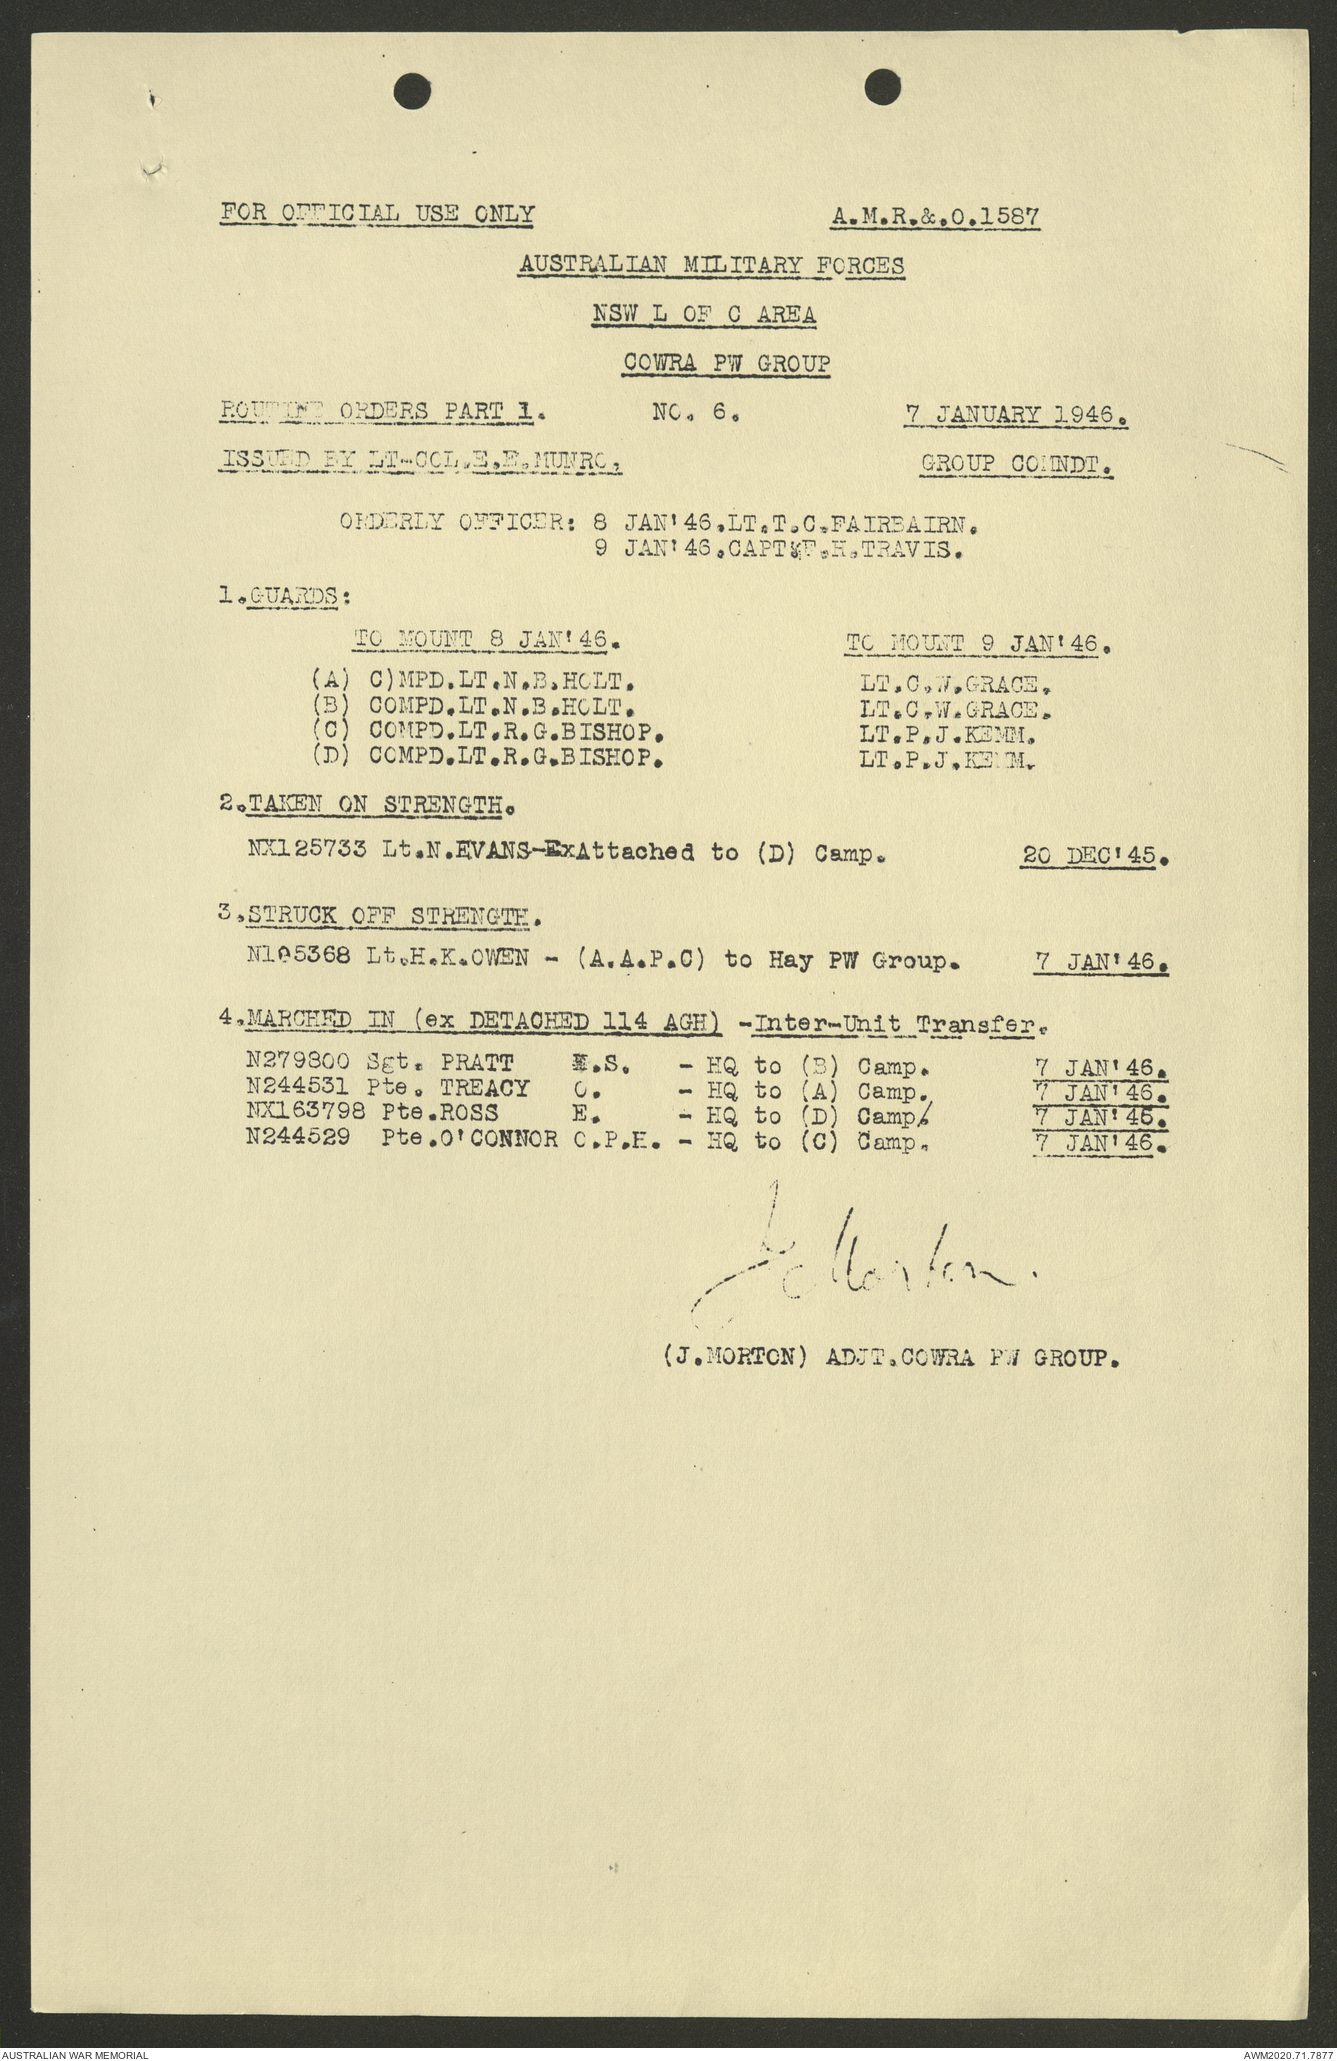 FOR OFFICIAL USE ONLY A.M.R.&.O.1587
AUSTRALIAN MILITARY FORCES
NSW L OF C AREA
COWRA PW GROUP
ROUTINE ORDERS PART 1. NO. 6. 7 JANUARY 1946.
ISSUED BY LT-COL.E.E.MUNRO. GROUP COMNDT.
ORDERLY OFFICER: 8 JAN'46.LT.T.C.FAIRBAIRN.
9 JAN'46.CAPT.F.H.TRAVIS.
1.GUARDS:
TO MOUNT 8 JAN'46. TO MOUNT 9 JAN'46.
(A) C)MPD.LT.N.B.HOLT. LT.C.W.GRACE.
(B) COMPD.LT.N.B.HOLT. LT.C.W.GRACE.
(C) COMPD.LT.R.G.BISHOP. LT.P.J.KEMM.
(D) COMPD.LT.R.G.BISHOP. LT.P.J.KEMM.
2.TAKEN ON STRENGTH.
NX125733 Lt.N.EVANS-ExAttached to (D) Camp. 20 DEC'45.
3.STRUCK OFF STRENGTH.
N105368 Lt.H.K.OWEN - (A.A.P.C) to Hay PW Group. 7 JAN'46.
4.MARCHED IN (ex DETACHED 114 AGH) -Inter-Unit Transfer.
N279800 Sgt. PRATT .S. - HQ to (B) Camp. 7 JAN'46.
N244531 Pte. TREACY C. - HQ to (A) Camp. 7 JAN'46.
NX163798 Pte.ROSS E. - HQ to (D) Camp. 7 JAN'46.
N244529 Pte.O'CONNOR C.P.H. - HQ to (C) Camp. 7 JAN'46.
J Morton.
(J.MORTON) ADJT.COWRA PW GROUP.
AUSTRALIAN WAR MEMORIAL AWM2020.71.7877